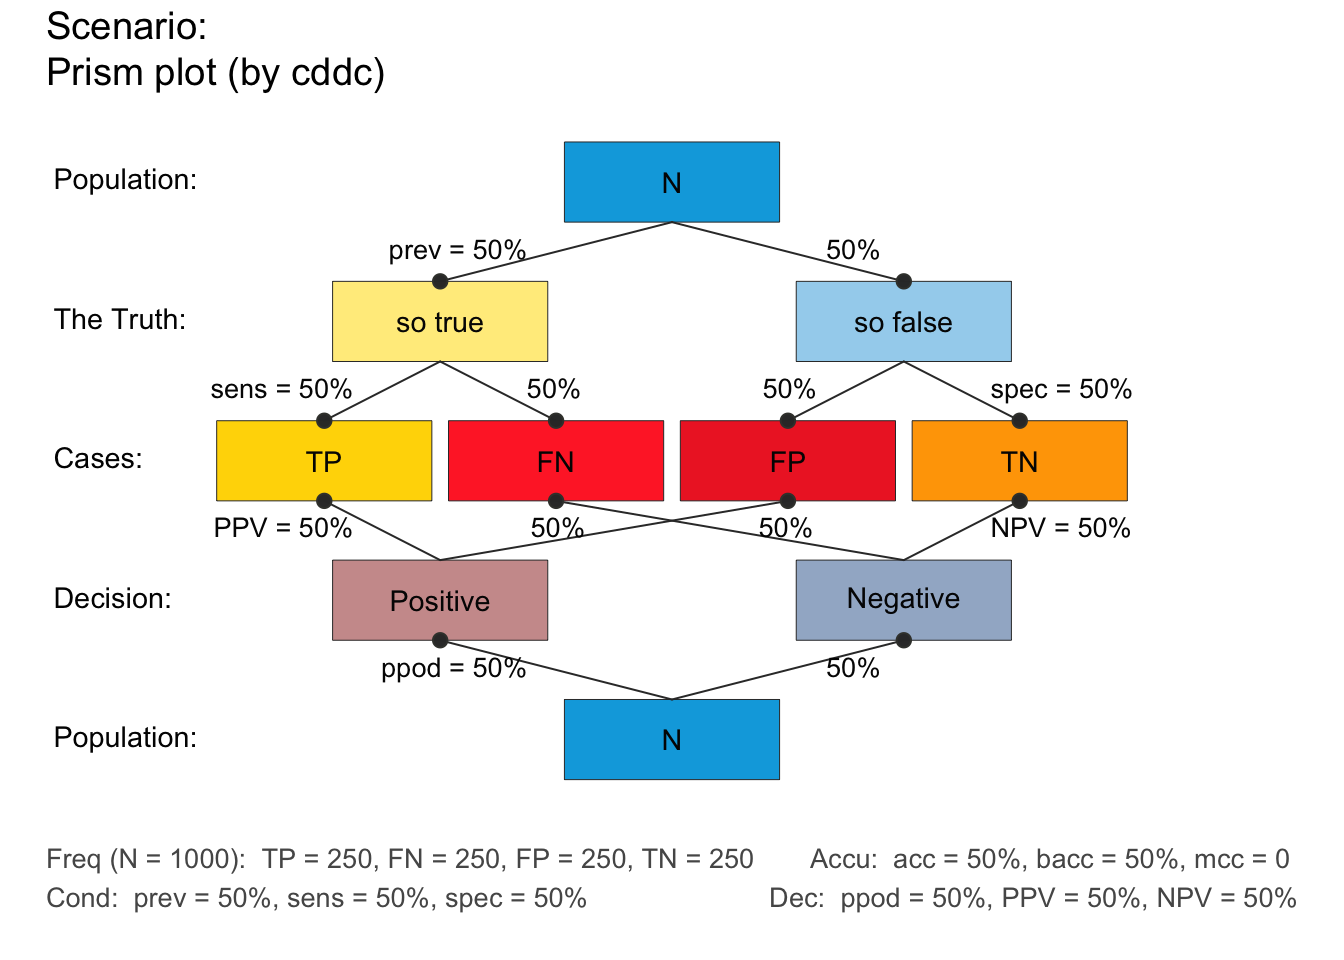 Scenario:
Prism plot (by cddc)
Population:
N
prev = 50%
50%
The Truth:
so true
so false
sens = 50%
50%
50%
spec = 50%
Cases:
TP
FN
FP
TN
PPV = 50%
50%
50%
NPV = 50%
Decision:
Positive
Negative
ppod = 50%
50%
Population:
N
Freq (N = 1000):  TP = 250, FN = 250, FP = 250, TN = 250
Accu:  acc = 50%, bacc = 50%, mcc = 0
Cond:  prev = 50%, sens = 50%, spec = 50%
Dec:  ppod = 50%, PPV = 50%, NPV = 50%